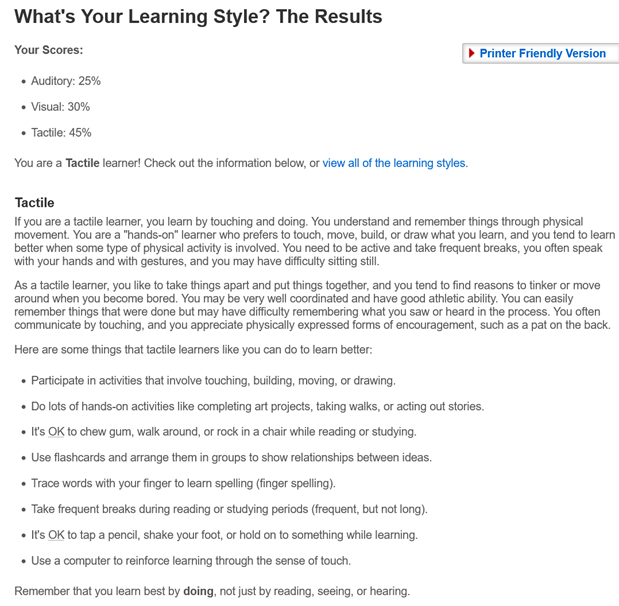 What's Your Learning Style? The Results
Your Scores:
Printer Friendly Version
Auditory: 25%
Visual: 30%
Tactile: 45%
You are a Tactile learner! Check out the information below, or view all of the learning styles.
Tactile
If you are a tactile learner, you learn by touching and doing. You understand and remember things through physical
movement. You are a "hands-on" learner who prefers to touch, move, build, or draw what you learn, and you tend to learn
better when some type of physical activity is involved. You need to be active and take frequent breaks, you often speak
with your hands and with gestures, and you may have difficulty sitting still.
As a tactile learner, you like to take things apart and put things together, and you tend to find reasons to tinker or move
around when you become bored. You may be very well coordinated and have good athletic ability. You can easily
remember things that were done but may have difficulty remembering what you saw or heard in the process. You often
communicate by touching, and you appreciate physically expressed forms of encouragement, such as a pat on the back.
Here are some things that tactile learners like you can do to learn better:
Participate in activities that involve touching, building, moving, or drawing.
Do lots of hands-on activities like completing art projects, taking walks, or acting out stories.
It's OK to chew gum, walk around, or rock in a chair while reading or studying.
Use flashcards and arrange them in groups to show relationships between ideas.
Trace words with your finger to learn spelling (finger spelling).
Take frequent breaks during reading or studying periods (frequent, but not long).
It's OK to tap a pencil, shake your foot, or hold on to something while learning.
Use a computer to reinforce learning through the sense of touch.
Remember that you learn best by doing, not just by reading, seeing, or hearing.